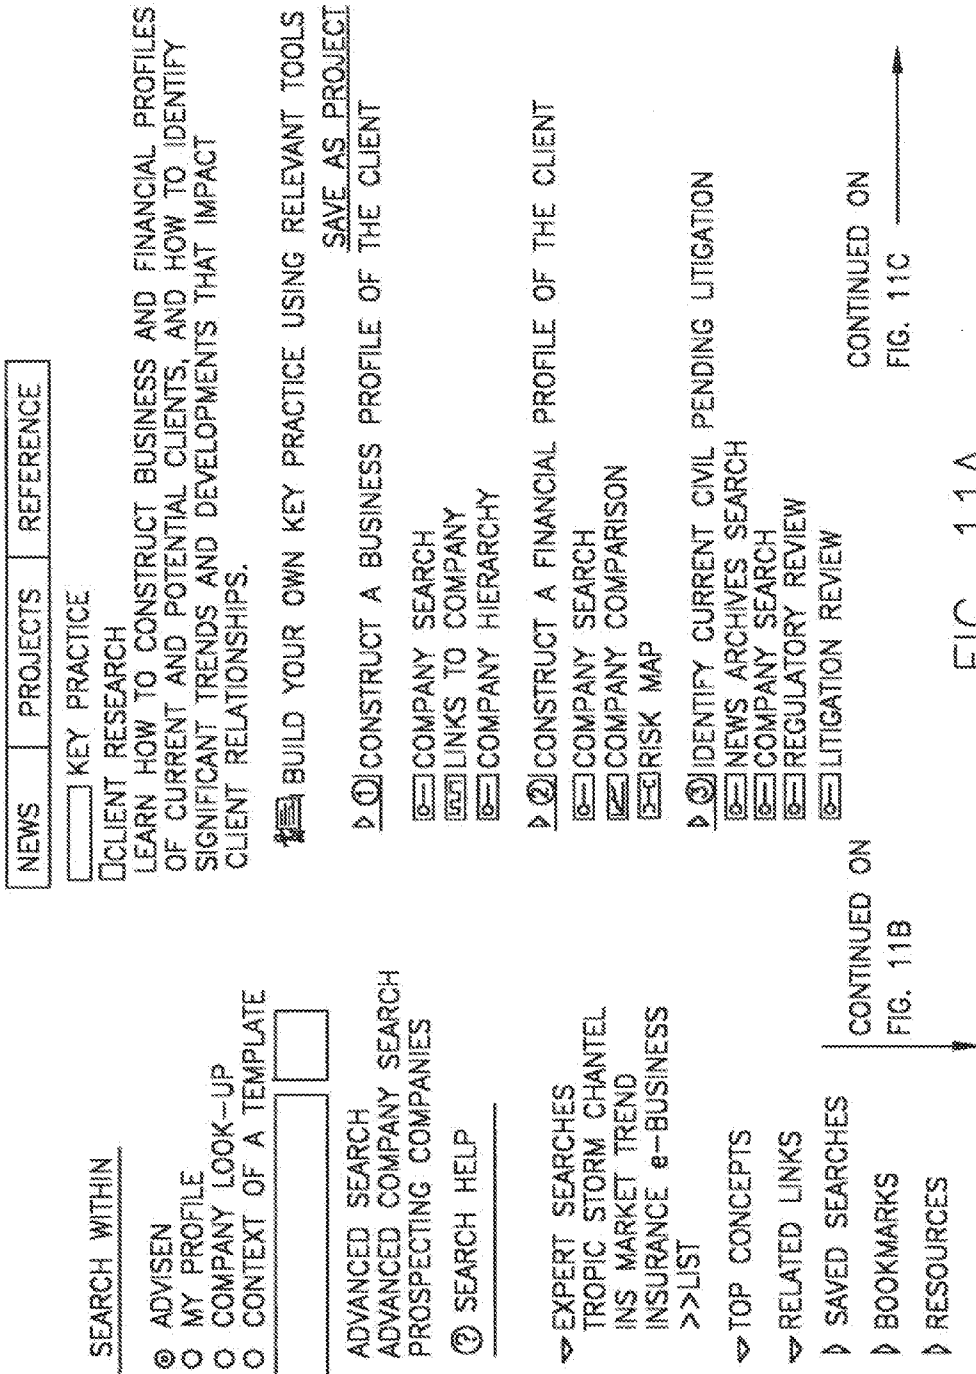 NEWS PROJECTS REFERENCE
KEY PRACTICE
CLIENT RESEARCH
LEARN HOW TO CONSTRUCT BUSINESS AND FINANCIAL PROFILES
OF CURRENT AND POTENTIAL CLIENTS, AND HOW TO IDENTIFY
SIGNIFICANT TRENDS AND DEVELOPMENTS THAT IMPACT
CLIENT RELATIONSHIPS.
BUILD YOUR OWN KEY PRACTICE USING RELEVANT TOOLS
SAVE AS PROJECT
① CONSTRUCT A BUSINESS PROFILE OF THE CLIENT
COMPANY SEARCH
LINKS TO COMPANY
COMPANY HIERARCHY
② CONSTRUCT A FINANCIAL PROFILE OF THE CLIENT
COMPANY SEARCH
COMPANY COMPARISON
RISK MAP
③ IDENTIFY CURRENT CIVIL PENDING LITIGATION
NEWS ARCHIVES SEARCH
COMPANY SEARCH
REGULATORY REVIEW
LITIGATION REVIEW
CONTINUED ON
FIG. 11C
SEARCH WITHIN
ADVISEN
MY PROFILE
COMPANY LOOK-UP
CONTEXT OF A TEMPLATE
ADVANCED SEARCH
ADVANCED COMPANY SEARCH
PROSPECTING COMPANIES
? SEARCH HELP
EXPERT SEARCHES
TROPIC STORM CHANTEL
INS MARKET TREND
INSURANCE e-BUSINESS
>>LIST
TOP CONCEPTS
RELATED LINKS
SAVED SEARCHES
BOOKMARKS
RESOURCES
CONTINUED ON
FIG. 11B
FIG. 11A